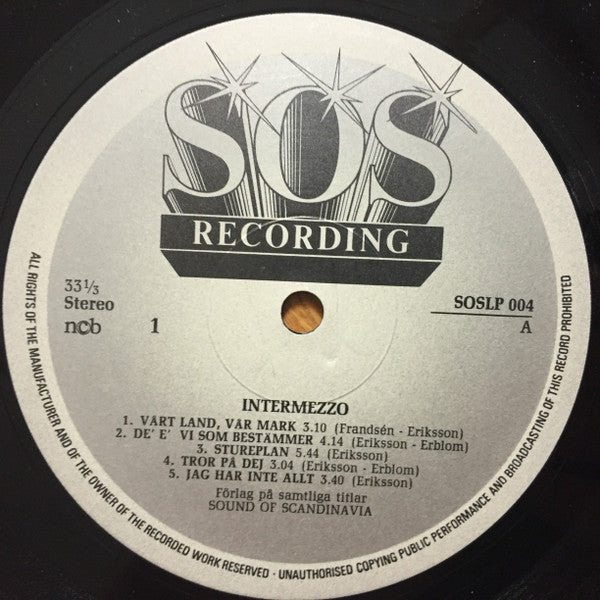 SOS
RECORDING
33⅓
Stereo
ncb
1
SOSLP 004
A
INTERMEZZO
1. VÅRT LAND, VÅR MARK 3.10 (Frandsén - Eriksson)
2. DE' E' VI SOM BESTÄMMER 4.14 (Eriksson - Erblom)
3. STUREPLAN 5.44 (Eriksson)
4. TROR PÅ DEJ 3.04 (Eriksson - Erblom)
5. JAG HAR INTE ALLT 3.40 (Eriksson)
Förlag på samtliga titlar
SOUND OF SCANDINAVIA
ALL RIGHTS OF THE MANUFACTURER AND OF THE OWNER OF THE RECORDED WORK RESERVED · UNAUTHORISED COPYING PUBLIC PERFORMANCE AND BROADCASTING OF THIS RECORD PROHIBITED